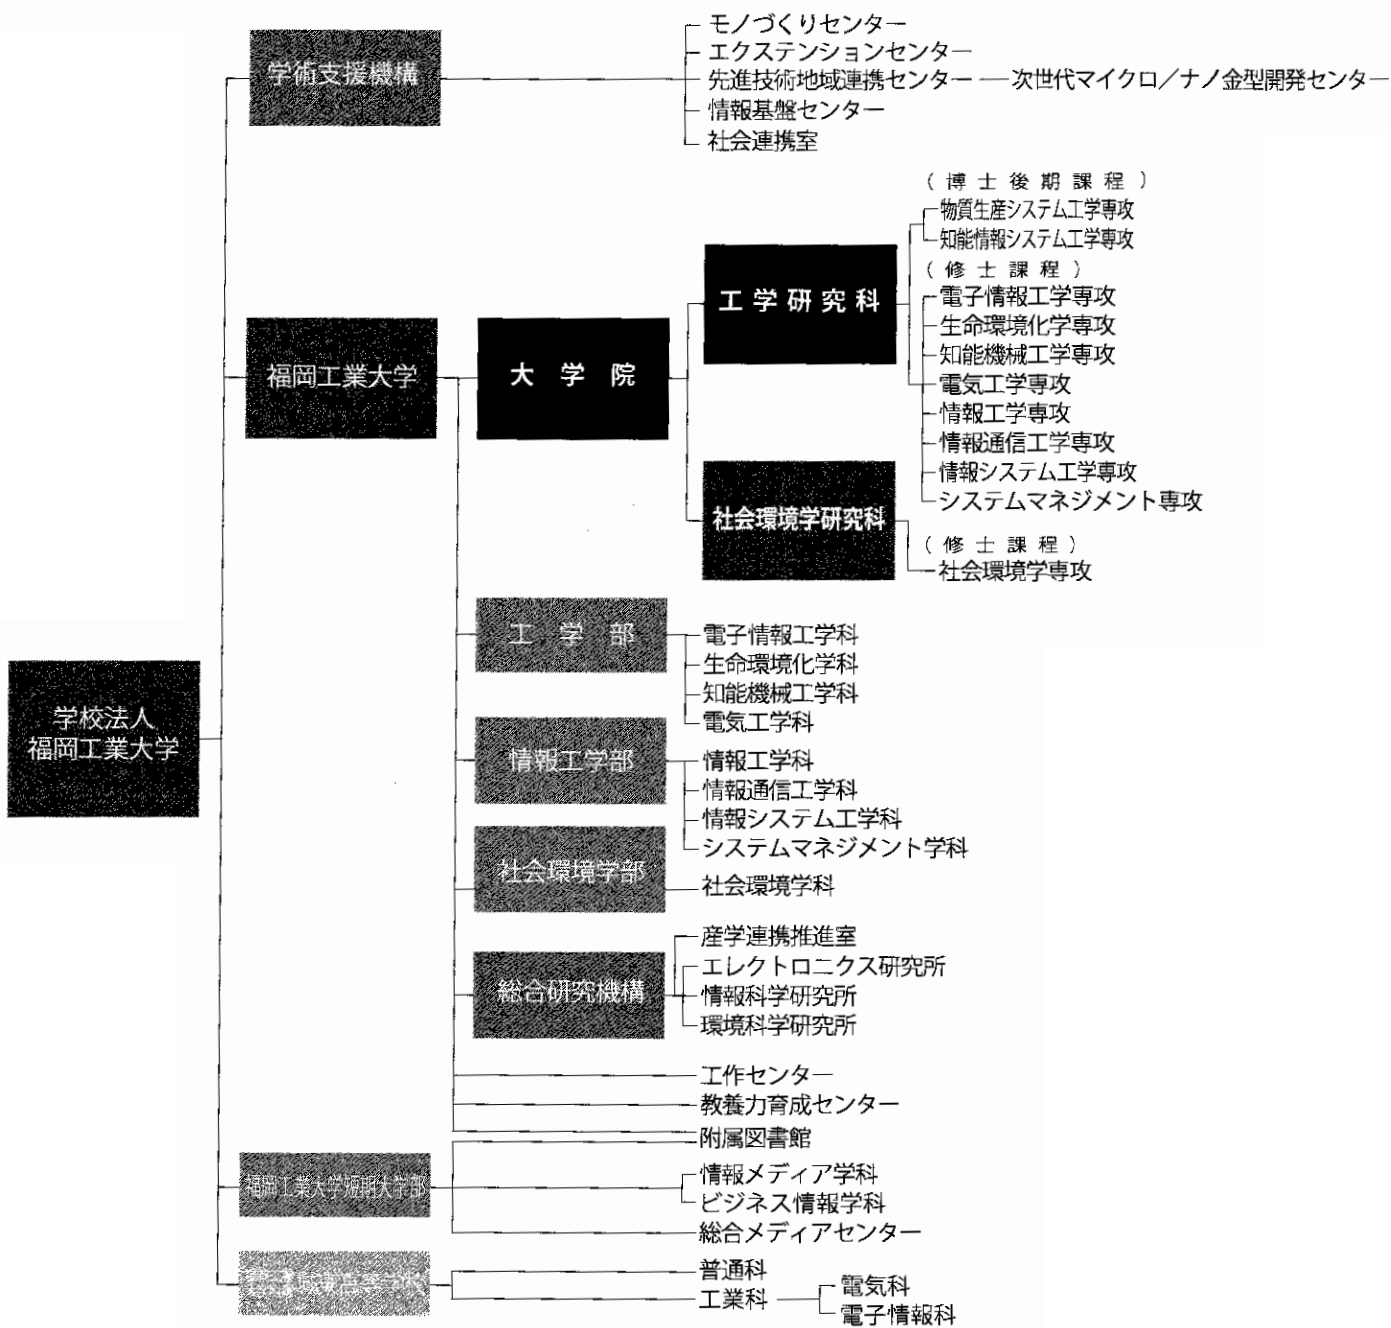 学校法人
福岡工業大学
学術支援機構
モノづくりセンター
エクステンションセンター
先進技術地域連携センター
次世代マイクロ／ナノ金型開発センター
情報基盤センター
社会連携室
福岡工業大学
大学院
工学研究科
(博士後期課程)
物質生産システム工学専攻
知能情報システム工学専攻
(修士課程)
電子情報工学専攻
生命環境化学専攻
知能機械工学専攻
電気工学専攻
情報工学専攻
情報通信工学専攻
情報システム工学専攻
システムマネジメント専攻
社会環境学研究科
(修士課程)
社会環境学専攻
工学部
電子情報工学科
生命環境化学科
知能機械工学科
電気工学科
情報工学部
情報工学科
情報通信工学科
情報システム工学科
システムマネジメント学科
社会環境学部
社会環境学科
総合研究機構
産学連携推進室
エレクトロニクス研究所
情報科学研究所
環境科学研究所
工作センター
教養力育成センター
附属図書館
福岡工業大学短期大学部
情報メディア学科
ビジネス情報学科
総合メディアセンター
普通科
工業科
電気科
電子情報科